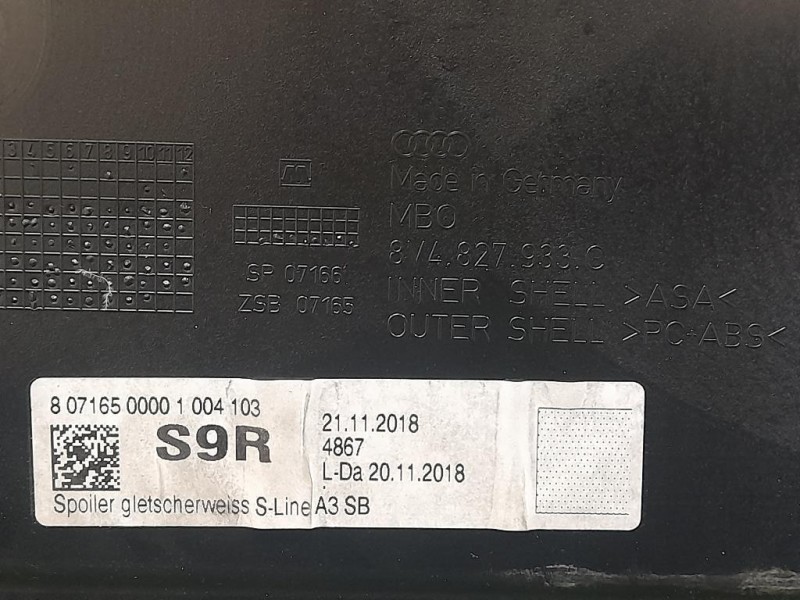 3 4 5 6 7 8 9 10 11 12
Made in Germany
MBO
8V4.827.933.C
SP 07166
ZSB 07165
INNER SHELL >ASA<
OUTER SHELL >PC-ABS<
8 07165 0000 1 004 103
S9R
21.11.2018
4867
L-Da 20.11.2018
Spoiler gletscherweiss S-Line A3 SB